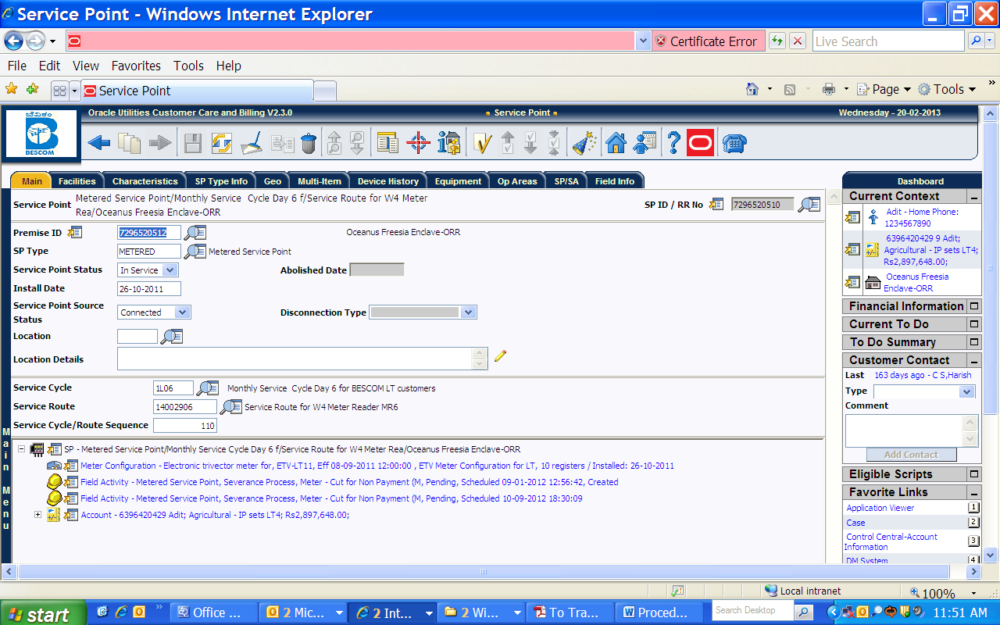 Service Point - Windows Internet Explorer
Certificate Error
Live Search
File Edit View Favorites Tools Help
Service Point
Page Tools
ಬೆವಿಕಂ
BESCOM
Oracle Utilities Customer Care and Billing V2.3.0
Service Point
Wednesday - 20-02-2013
Main Facilities Characteristics SP Type Info Geo Multi-Item Device History Equipment Op Areas SP/SA Field Info
Service Point Metered Service Point/Monthly Service Cycle Day 6 f/Service Route for W4 Meter
Rea/Oceanus Freesia Enclave-ORR
SP ID / RR No 7296520510
Premise ID 7296520512 Oceanus Freesia Enclave-ORR
SP Type METERED Metered Service Point
Service Point Status In Service Abolished Date
Install Date 26-10-2011
Service Point Source
Status Connected Disconnection Type
Location
Location Details
Service Cycle 1L06 Monthly Service Cycle Day 6 for BESCOM LT customers
Service Route 14002906 Service Route for W4 Meter Reader MR6
Service Cycle/Route Sequence 110
SP - Metered Service Point/Monthly Service Cycle Day 6 f/Service Route for W4 Meter Rea/Oceanus Freesia Enclave-ORR
Meter Configuration - Electronic trivector meter for, ETV-LT11, Eff 08-09-2011 12:00:00 , ETV Meter Configuration for LT, 10 registers / Installed: 26-10-2011
Field Activity - Metered Service Point, Severance Process, Meter - Cut for Non Payment (M, Pending, Scheduled 09-01-2012 12:56:42, Created
Field Activity - Metered Service Point, Severance Process, Meter - Cut for Non Payment (M, Pending, Scheduled 10-09-2012 18:30:09
Account - 6396420429 Adit; Agricultural - IP sets LT4; Rs2,897,648.00;
Main Menu
Dashboard
Current Context
Adit - Home Phone:
1234567890
6396420429 9 Adit;
Agricultural - IP sets LT4;
Rs2,897,648.00;
Oceanus Freesia
Enclave-ORR
Financial Information
Current To Do
To Do Summary
Customer Contact
Last 163 days ago - C S,Harish
Type
Comment
Add Contact
Eligible Scripts
Favorite Links
Application Viewer 1
Case 2
Control Central-Account
Information 3
DM System 4
Local intranet
100%
start
Office ...
2 Mic...
2 Int...
2 Wi...
To Tra...
Proced...
Search Desktop
11:51 AM